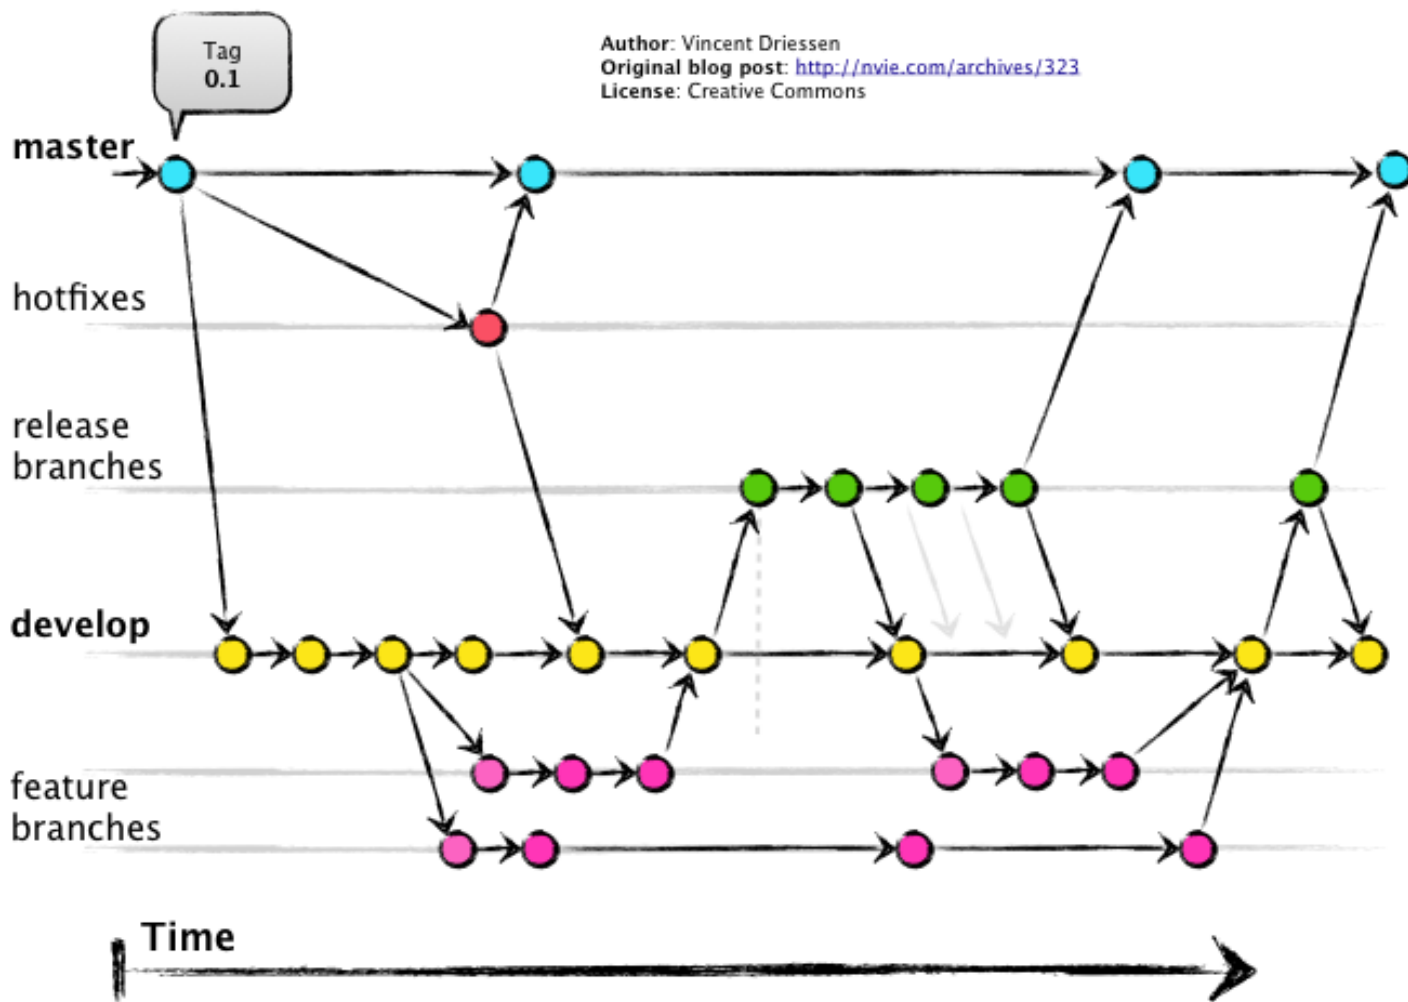 Tag
0.1
Author: Vincent Driessen
Original blog post: http://nvie.com/archives/323
License: Creative Commons
master
hotfixes
release
branches
develop
feature
branches
Time